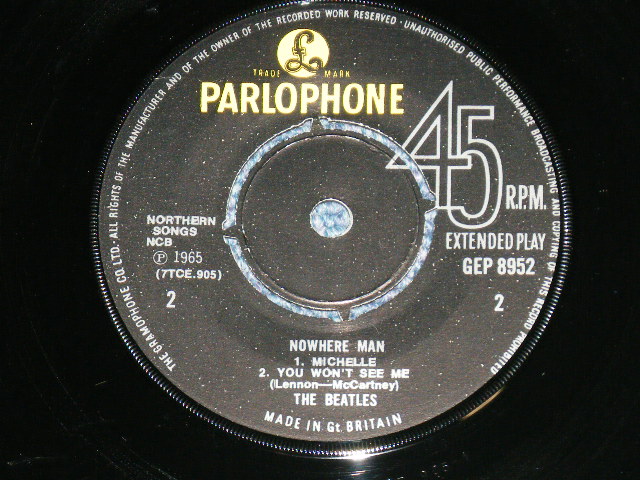 THE GRAMOPHONE CO. LTD. · ALL RIGHTS OF THE MANUFACTURER AND OF THE OWNER OF THE RECORDED WORK RESERVED · UNAUTHORISED PUBLIC PERFORMANCE BROADCASTING AND COPYING OF THIS RECORD PROHIBITED
£
TRADE MARK
PARLOPHONE
45
R.P.M.
EXTENDED PLAY
GEP 8952
NORTHERN
SONGS
NCB
Ⓟ 1965
(7TCE.905)
2
2
NOWHERE MAN
1. MICHELLE
2. YOU WON'T SEE ME
(Lennon—McCartney)
THE BEATLES
MADE IN Gt. BRITAIN